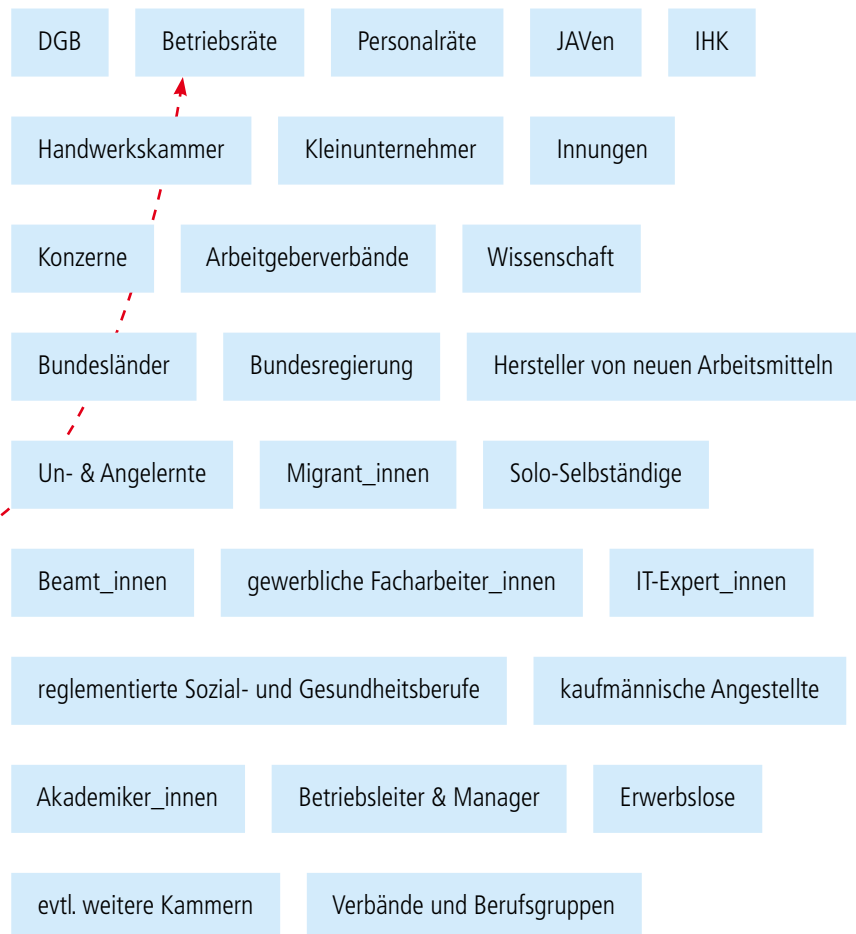 DGB Betriebsräte Personalräte JAVen IHK
Handwerkskammer Kleinunternehmer Innungen
Konzerne Arbeitgeberverbände Wissenschaft
Bundesländer Bundesregierung Hersteller von neuen Arbeitsmitteln
Un- & Angelernte Migrant_innen Solo-Selbständige
Beamt_innen gewerbliche Facharbeiter_innen IT-Expert_innen
reglementierte Sozial- und Gesundheitsberufe kaufmännische Angestellte
Akademiker_innen Betriebsleiter & Manager Erwerbslose
evtl. weitere Kammern Verbände und Berufsgruppen